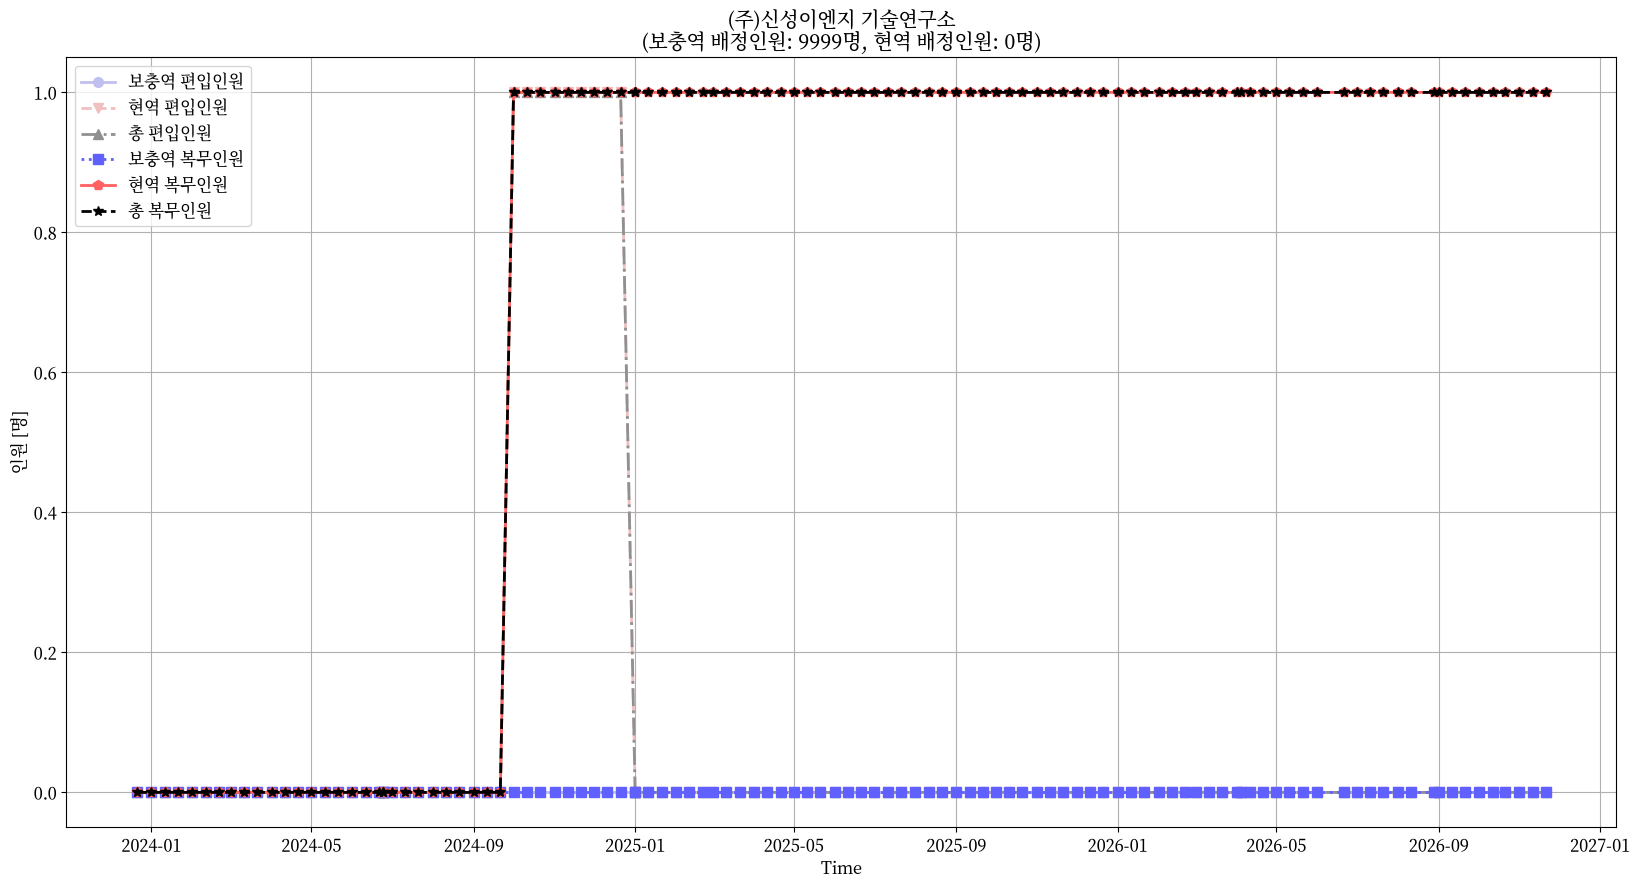 (주)신성이엔지 기술연구소
(보충역 배정인원: 9999명, 현역 배정인원: 0명)
보충역 편입인원
현역 편입인원
총 편입인원
보충역 복무인원
현역 복무인원
총 복무인원
1.0
0.8
0.6
0.4
0.2
0.0
인원 [명]
2024-01
2024-05
2024-09
2025-01
2025-05
2025-09
2026-01
2026-05
2026-09
2027-01
Time